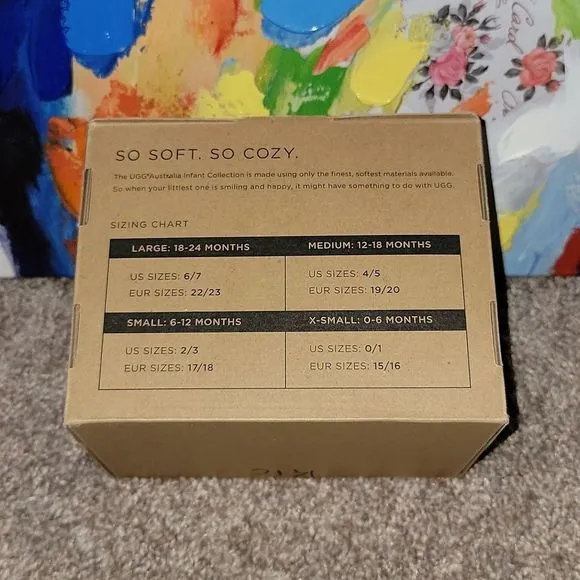 Card
SO SOFT. SO COZY.
The UGG®Australia Infant Collection is made using only the finest, softest materials available.
So when your littlest one is smiling and happy, it might have something to do with UGG.
SIZING CHART
LARGE: 18-24 MONTHS
US SIZES: 6/7
EUR SIZES: 22/23
MEDIUM: 12-18 MONTHS
US SIZES: 4/5
EUR SIZES: 19/20
SMALL: 6-12 MONTHS
US SIZES: 2/3
EUR SIZES: 17/18
X-SMALL: 0-6 MONTHS
US SIZES: 0/1
EUR SIZES: 15/16